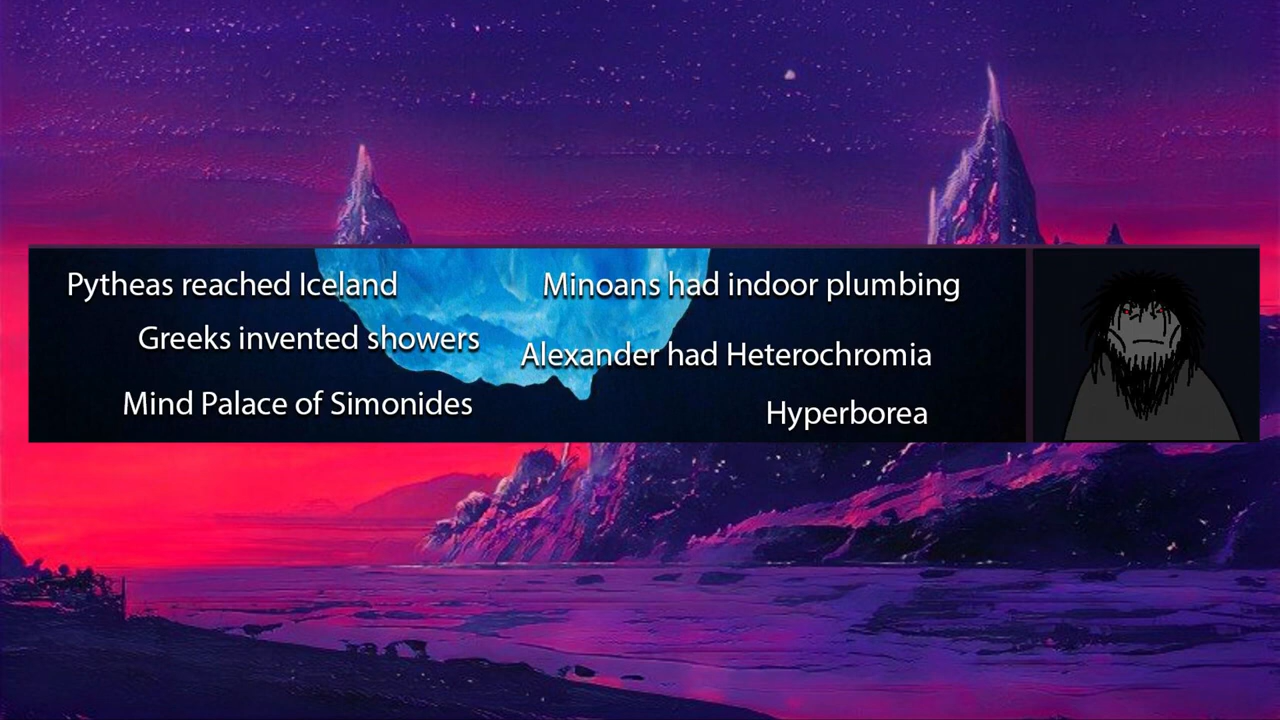 Pytheas reached Iceland
Minoans had indoor plumbing
Greeks invented showers
Alexander had Heterochromia
Mind Palace of Simonides
Hyperborea